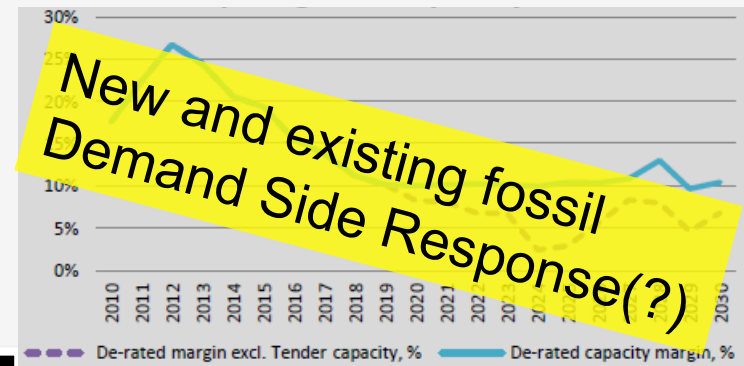 30%
25%
20%
15%
10%
5%
0%
New and existing fossil
Demand Side Response(?)
2010 2011 2012 2013 2014 2015 2016 2017 2018 2019 2020 2021 2022 2023 2024 2030
De-rated margin excl. Tender capacity, % De-rated capacity margin, %